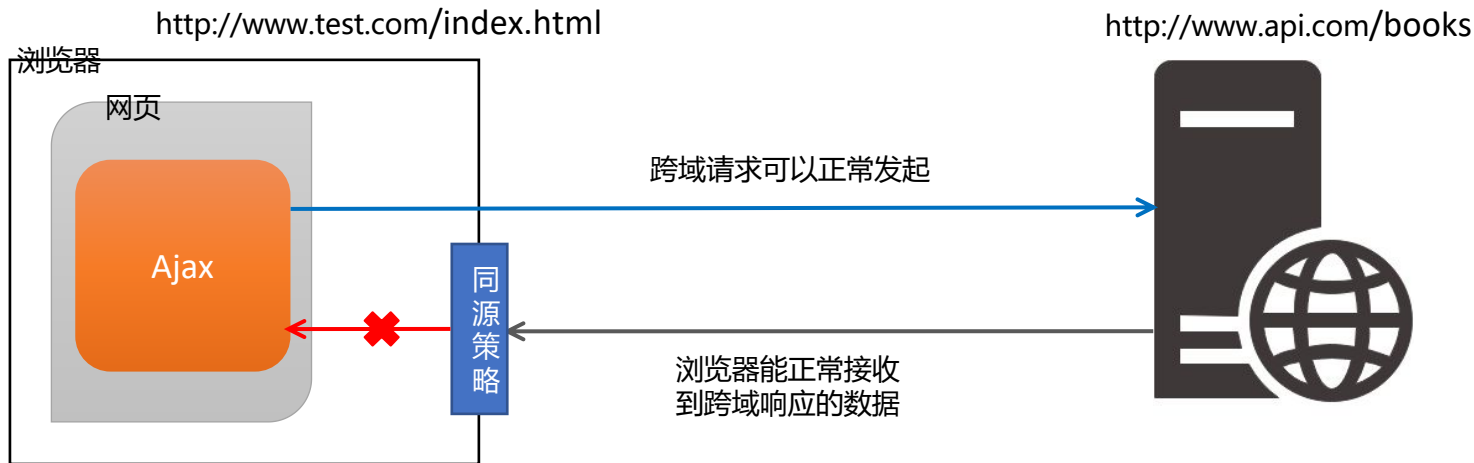 http://www.test.com/index.html
http://www.api.com/books
浏览器
网页
跨域请求可以正常发起
Ajax
同
源
策
略
浏览器能正常接收
到跨域响应的数据